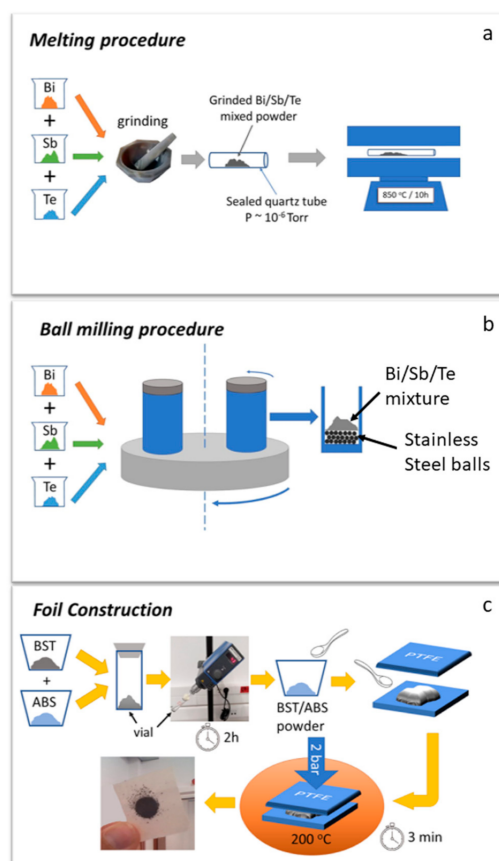 Melting procedure
a
Bi
+
Sb
+
Te
grinding
Grinded Bi/Sb/Te
mixed powder
Sealed quartz tube
P ~ 10⁻⁶ Torr
850 °C / 10h
Ball milling procedure
b
Bi
+
Sb
+
Te
Bi/Sb/Te
mixture
Stainless
Steel balls
Foil Construction
c
BST
+
ABS
vial
2h
BST/ABS
powder
PTFE
2 bar
PTFE
200 °C
3 min